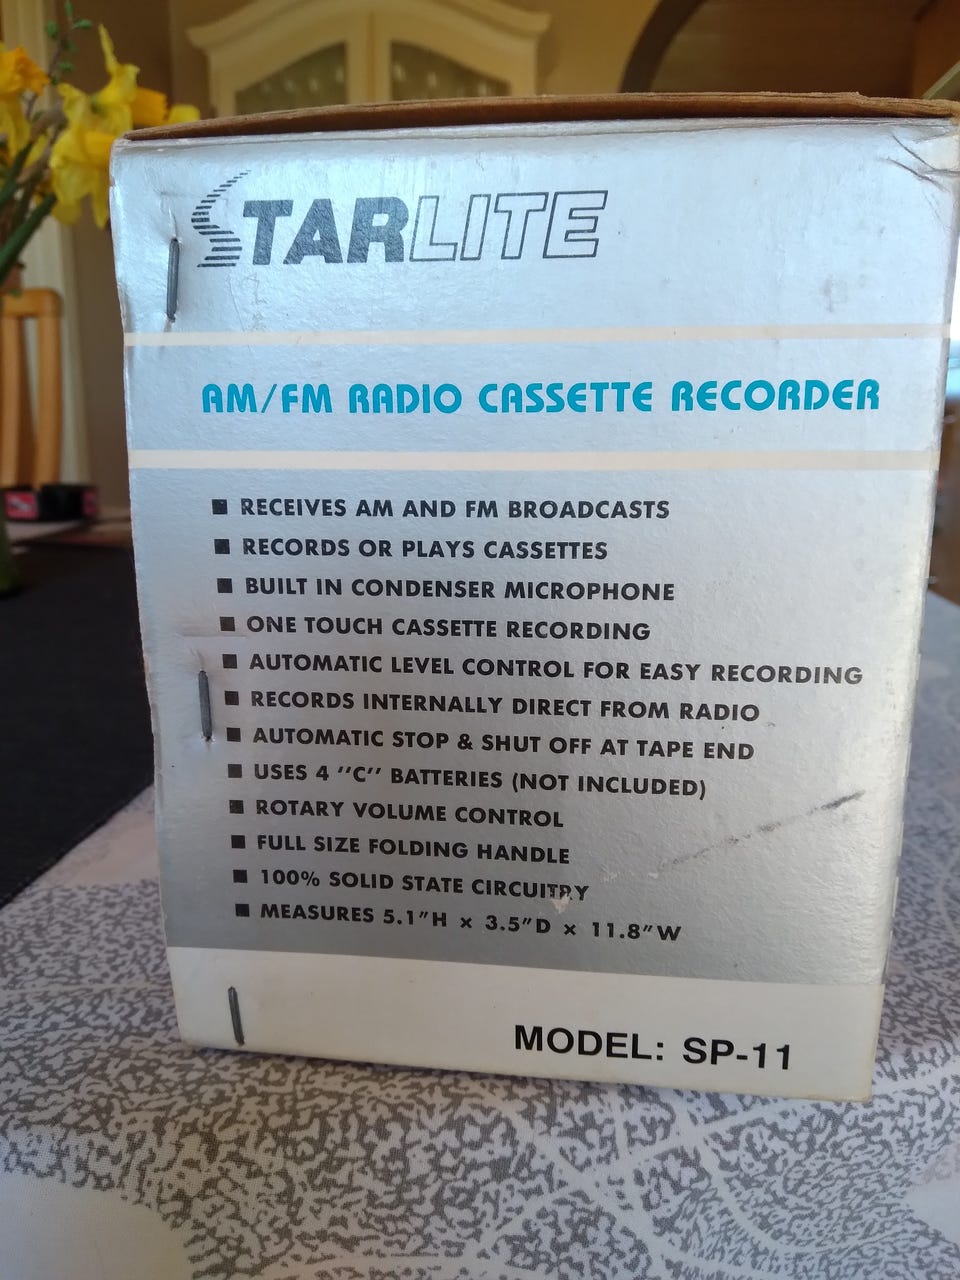 STARLITE
AM/FM RADIO CASSETTE RECORDER
■ RECEIVES AM AND FM BROADCASTS
■ RECORDS OR PLAYS CASSETTES
■ BUILT IN CONDENSER MICROPHONE
■ ONE TOUCH CASSETTE RECORDING
■ AUTOMATIC LEVEL CONTROL FOR EASY RECORDING
■ RECORDS INTERNALLY DIRECT FROM RADIO
■ AUTOMATIC STOP & SHUT OFF AT TAPE END
■ USES 4 ''C'' BATTERIES (NOT INCLUDED)
■ ROTARY VOLUME CONTROL
■ FULL SIZE FOLDING HANDLE
■ 100% SOLID STATE CIRCUITRY
■ MEASURES 5.1"H × 3.5"D × 11.8"W
MODEL: SP-11